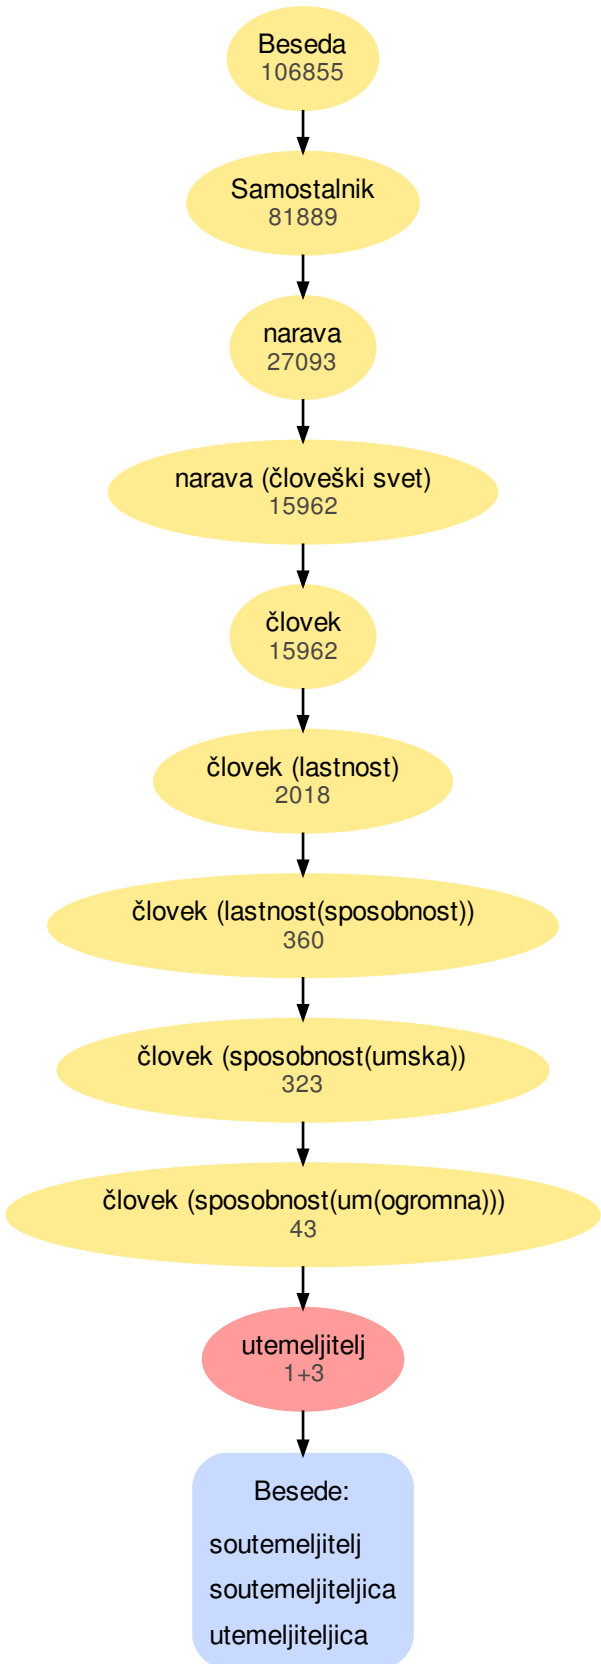 Beseda
106855
Samostalnik
81889
narava
27093
narava (človeški svet)
15962
človek
15962
človek (lastnost)
2018
človek (lastnost(sposobnost))
360
človek (sposobnost(umska))
323
človek (sposobnost(um(ogromna)))
43
utemeljitelj
1+3
Besede:
soutemeljitelj
soutemeljiteljica
utemeljiteljica